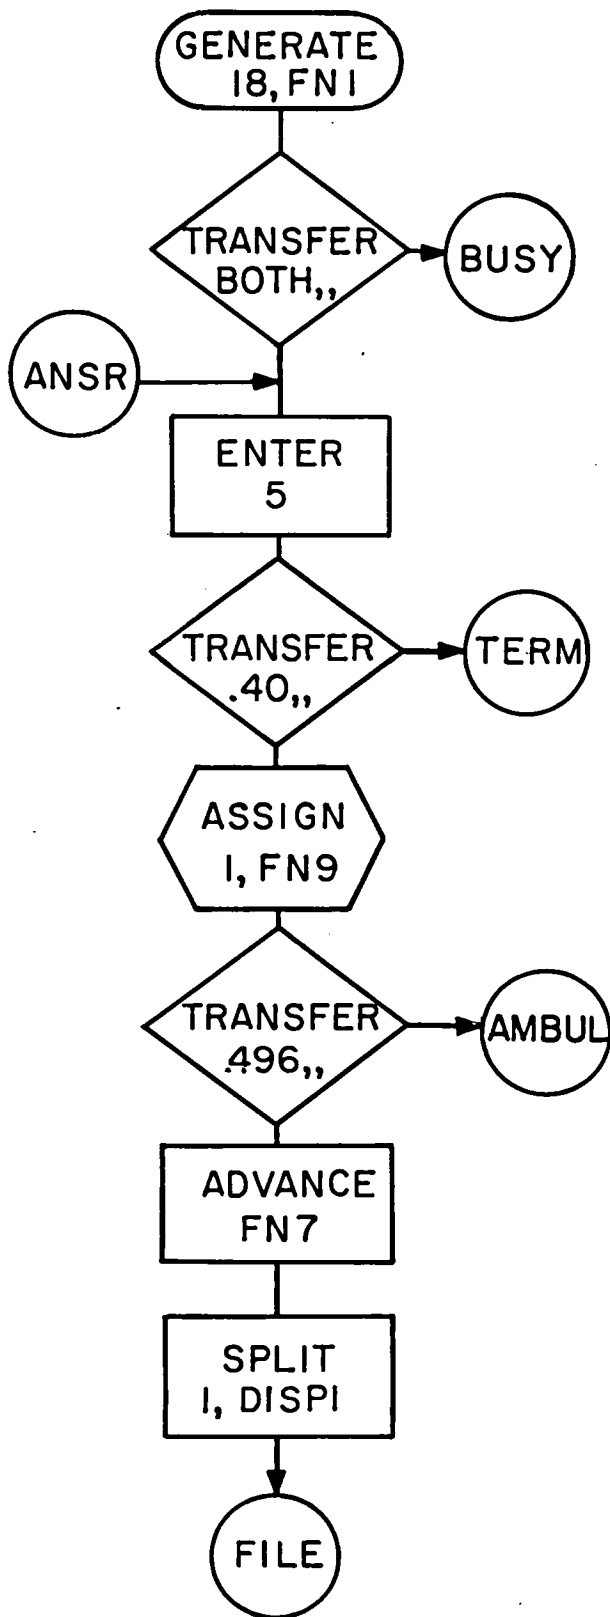 GENERATE
18, FN1
TRANSFER
BOTH,,
BUSY
ANSR
ENTER
5
TRANSFER
.40,,
TERM
ASSIGN
1, FN9
TRANSFER
.496,,
AMBUL
ADVANCE
FN7
SPLIT
1, DISP1
FILE